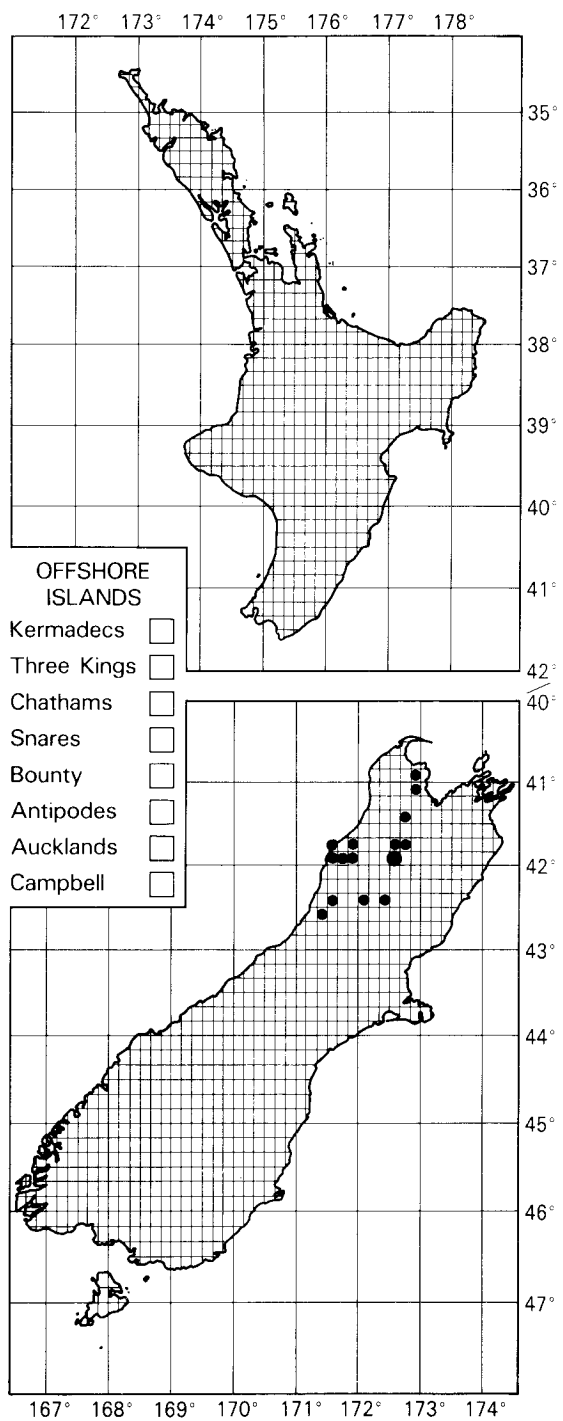 172° 173° 174° 175° 176° 177° 178°
35°
36°
37°
38°
39°
40°
41°
42°
OFFSHORE
ISLANDS
Kermadecs
Three Kings
Chathams
Snares
Bounty
Antipodes
Aucklands
Campbell
40°
41°
42°
43°
44°
45°
46°
47°
167° 168° 169° 170° 171° 172° 173° 174°